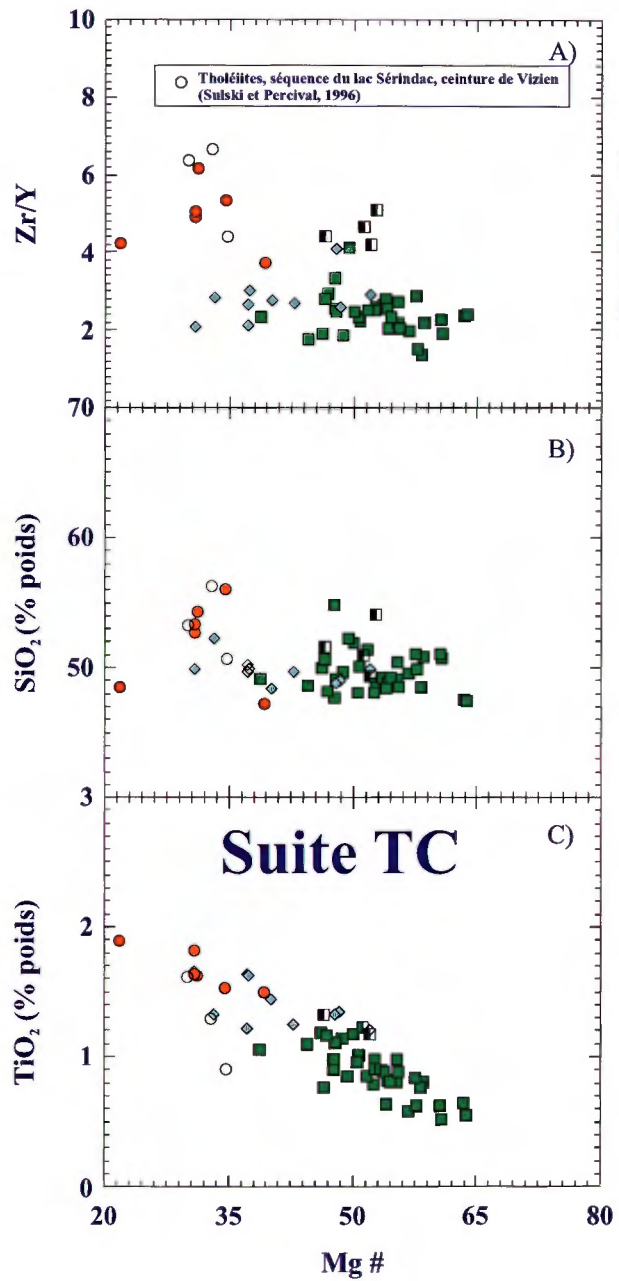 10
A)
Tholéiites, séquence du lac Sérindac, ceinture de Vizien
(Sulski et Percival, 1996)
8
6
Zr/Y
4
2
70
B)
60
SiO2 (% poids)
50
3
Suite TC
C)
2
TiO2 (% poids)
1
0
20 35 50 65 80
Mg #